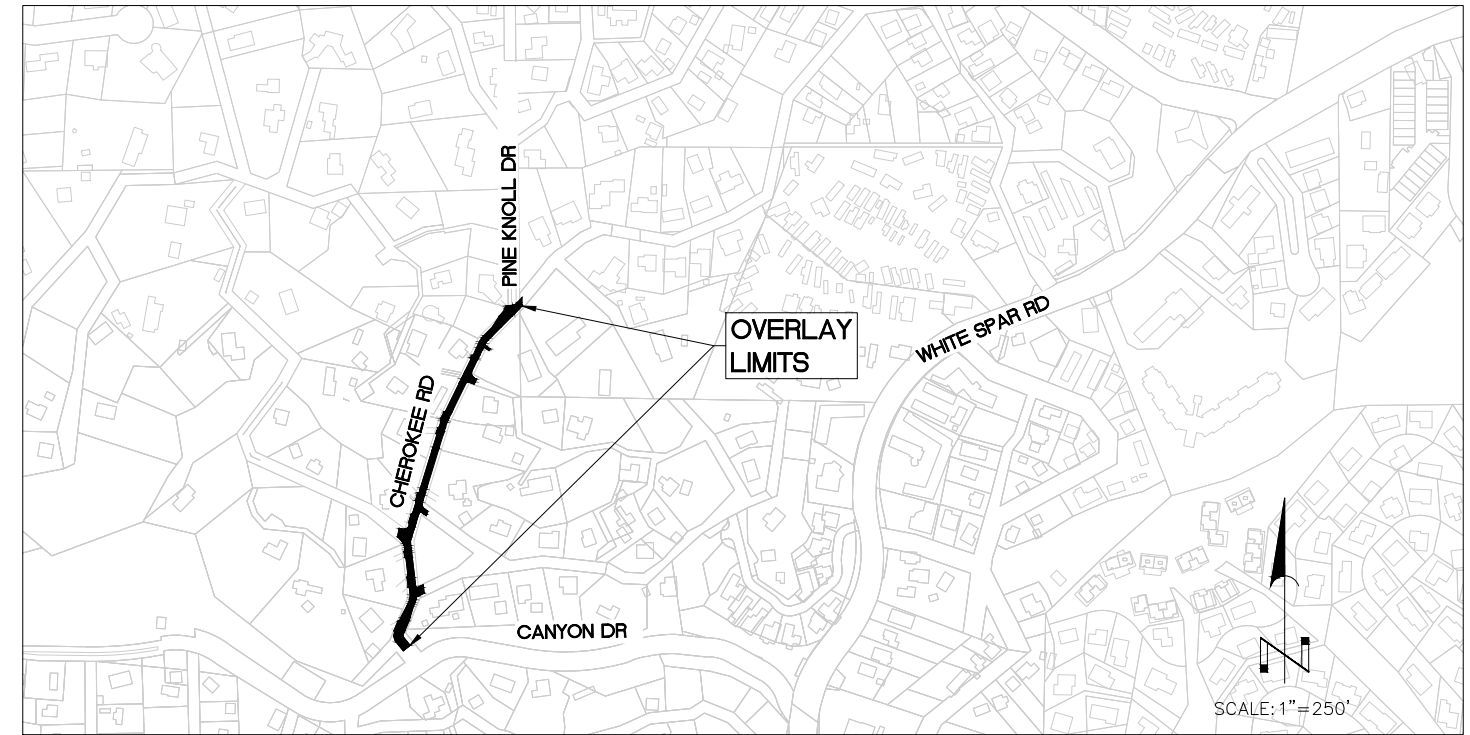 PINE KNOLL DR
OVERLAY
LIMITS
WHITE SPAR RD
CHEROKEE RD
CANYON DR
N
SCALE: 1"=250'